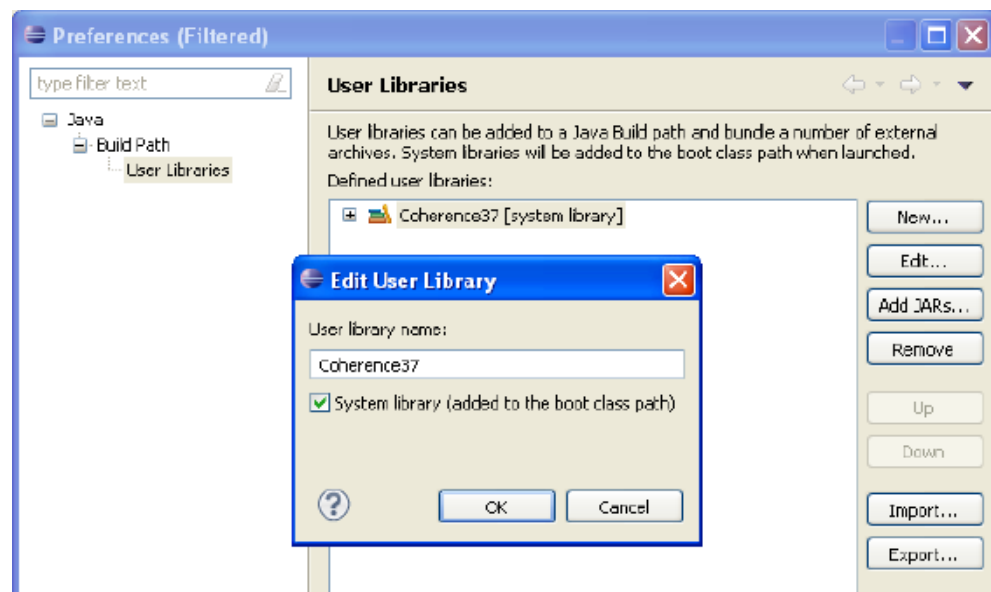 Preferences (Filtered)
type filter text
Java
Build Path
User Libraries
User Libraries
User libraries can be added to a Java Build path and bundle a number of external
archives. System libraries will be added to the boot class path when launched.
Defined user libraries:
Coherence37 [system library]
New...
Edit...
Add JARs...
Remove
Up
Down
Import...
Export...
Edit User Library
User library name:
Coherence37
System library (added to the boot class path)
?
OK
Cancel